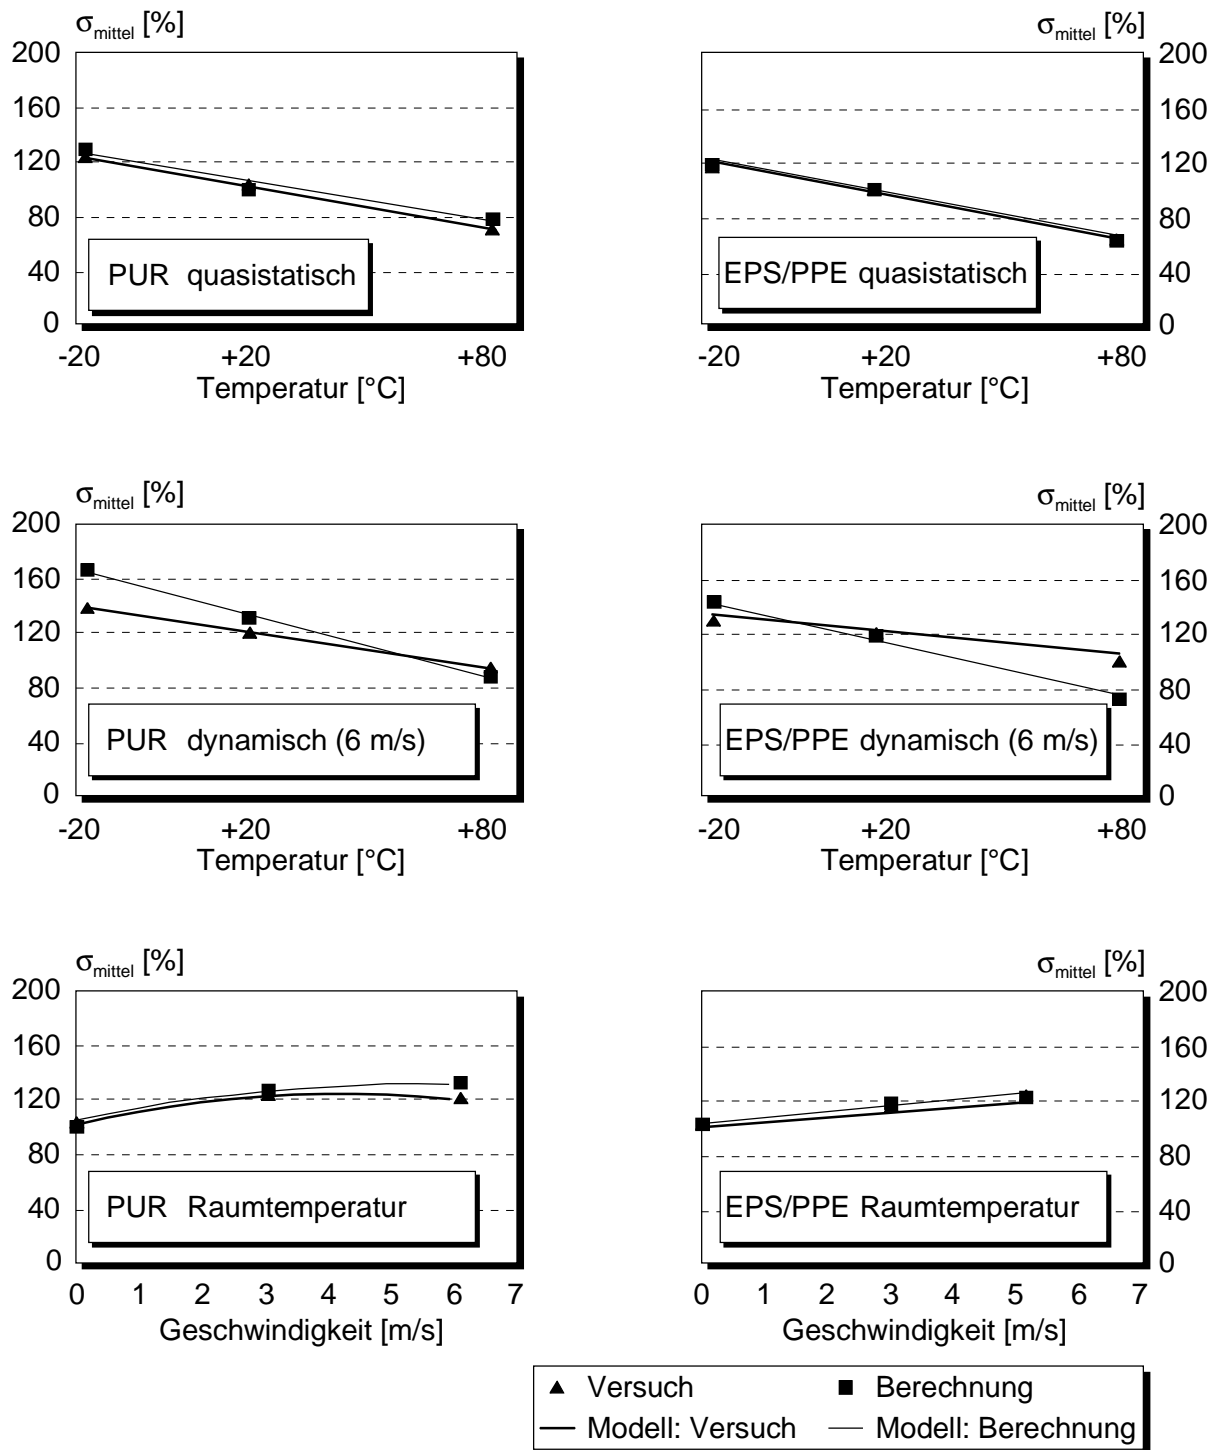 σmittel [%]
200
160
120
80
40
0
PUR quasistatisch
-20 +20 +80
Temperatur [°C]
σmittel [%]
200
160
120
80
40
0
EPS/PPE quasistatisch
-20 +20 +80
Temperatur [°C]
σmittel [%]
200
160
120
80
40
0
PUR dynamisch (6 m/s)
-20 +20 +80
Temperatur [°C]
σmittel [%]
200
160
120
80
40
0
EPS/PPE dynamisch (6 m/s)
-20 +20 +80
Temperatur [°C]
σmittel [%]
200
160
120
80
40
0
PUR Raumtemperatur
0 1 2 3 4 5 6 7
Geschwindigkeit [m/s]
σmittel [%]
200
160
120
80
40
0
EPS/PPE Raumtemperatur
0 1 2 3 4 5 6 7
Geschwindigkeit [m/s]
Versuch Berechnung
Modell: Versuch Modell: Berechnung